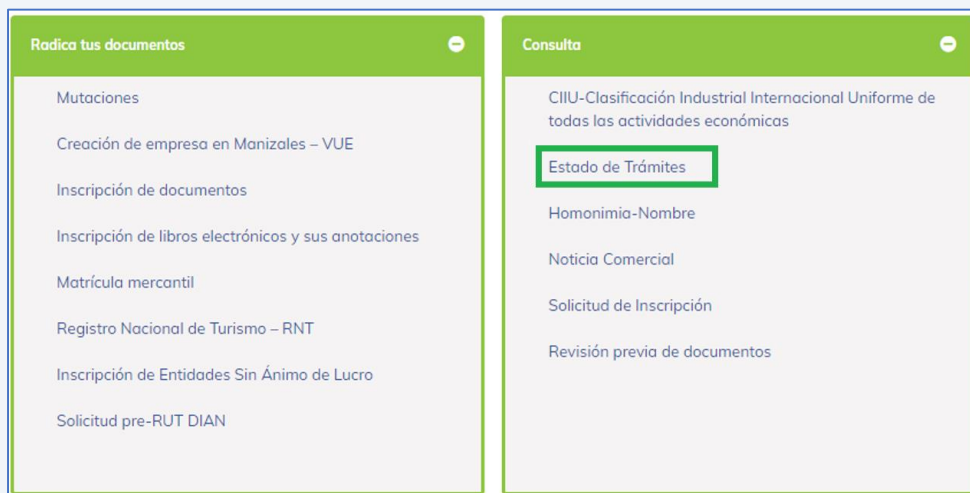 Radica tus documentos
Mutaciones
Creación de empresa en Manizales – VUE
Inscripción de documentos
Inscripción de libros electrónicos y sus anotaciones
Matrícula mercantil
Registro Nacional de Turismo – RNT
Inscripción de Entidades Sin Ánimo de Lucro
Solicitud pre-RUT DIAN
Consulta
CIIU-Clasificación Industrial Internacional Uniforme de
todas las actividades económicas
Estado de Trámites
Homonimia-Nombre
Noticia Comercial
Solicitud de Inscripción
Revisión previa de documentos